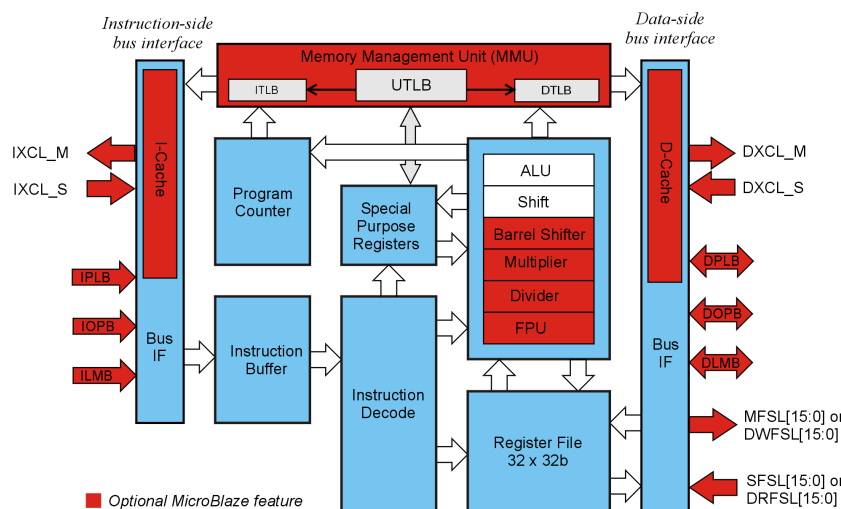 Instruction-side
bus interface
Data-side
bus interface
Memory Management Unit (MMU)
ITLB
UTLB
DTLB
I-Cache
D-Cache
IXCL_M
IXCL_S
DXCL_M
DXCL_S
Program
Counter
Special
Purpose
Registers
ALU
Shift
Barrel Shifter
Multiplier
Divider
FPU
IPLB
IOPB
ILMB
DPLB
DOPB
DLMB
Bus
IF
Instruction
Buffer
Instruction
Decode
Register File
32 x 32b
Bus
IF
MFSL[15:0] or
DWFSL[15:0]
SFSL[15:0] or
DRFSL[15:0]
Optional MicroBlaze feature